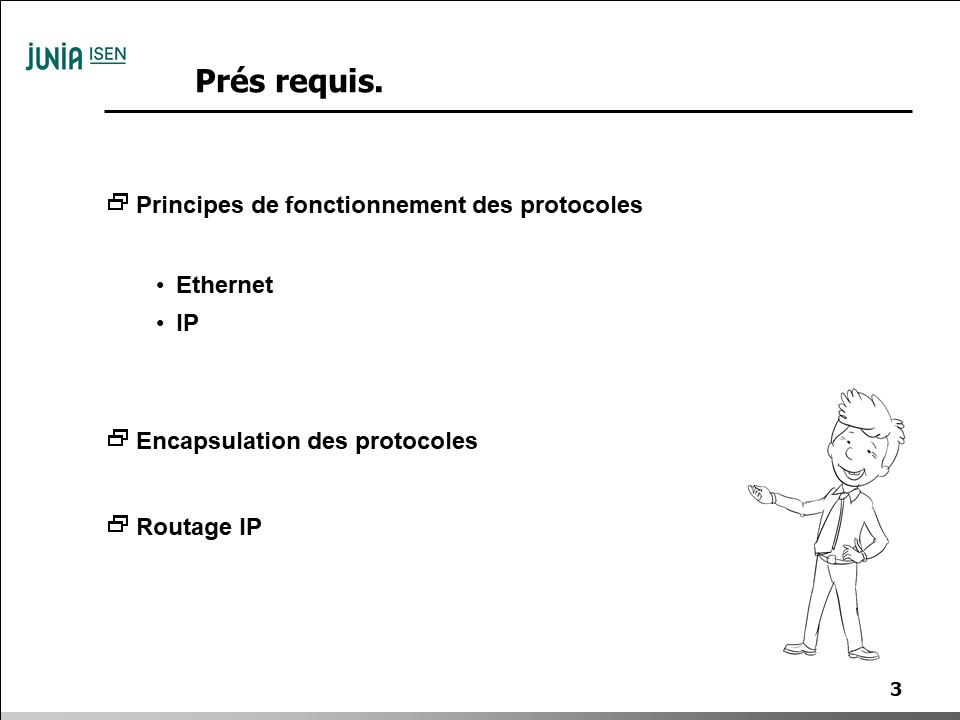 JUNIA ISEN
Prés requis.
Principes de fonctionnement des protocoles
• Ethernet
• IP
Encapsulation des protocoles
Routage IP
3